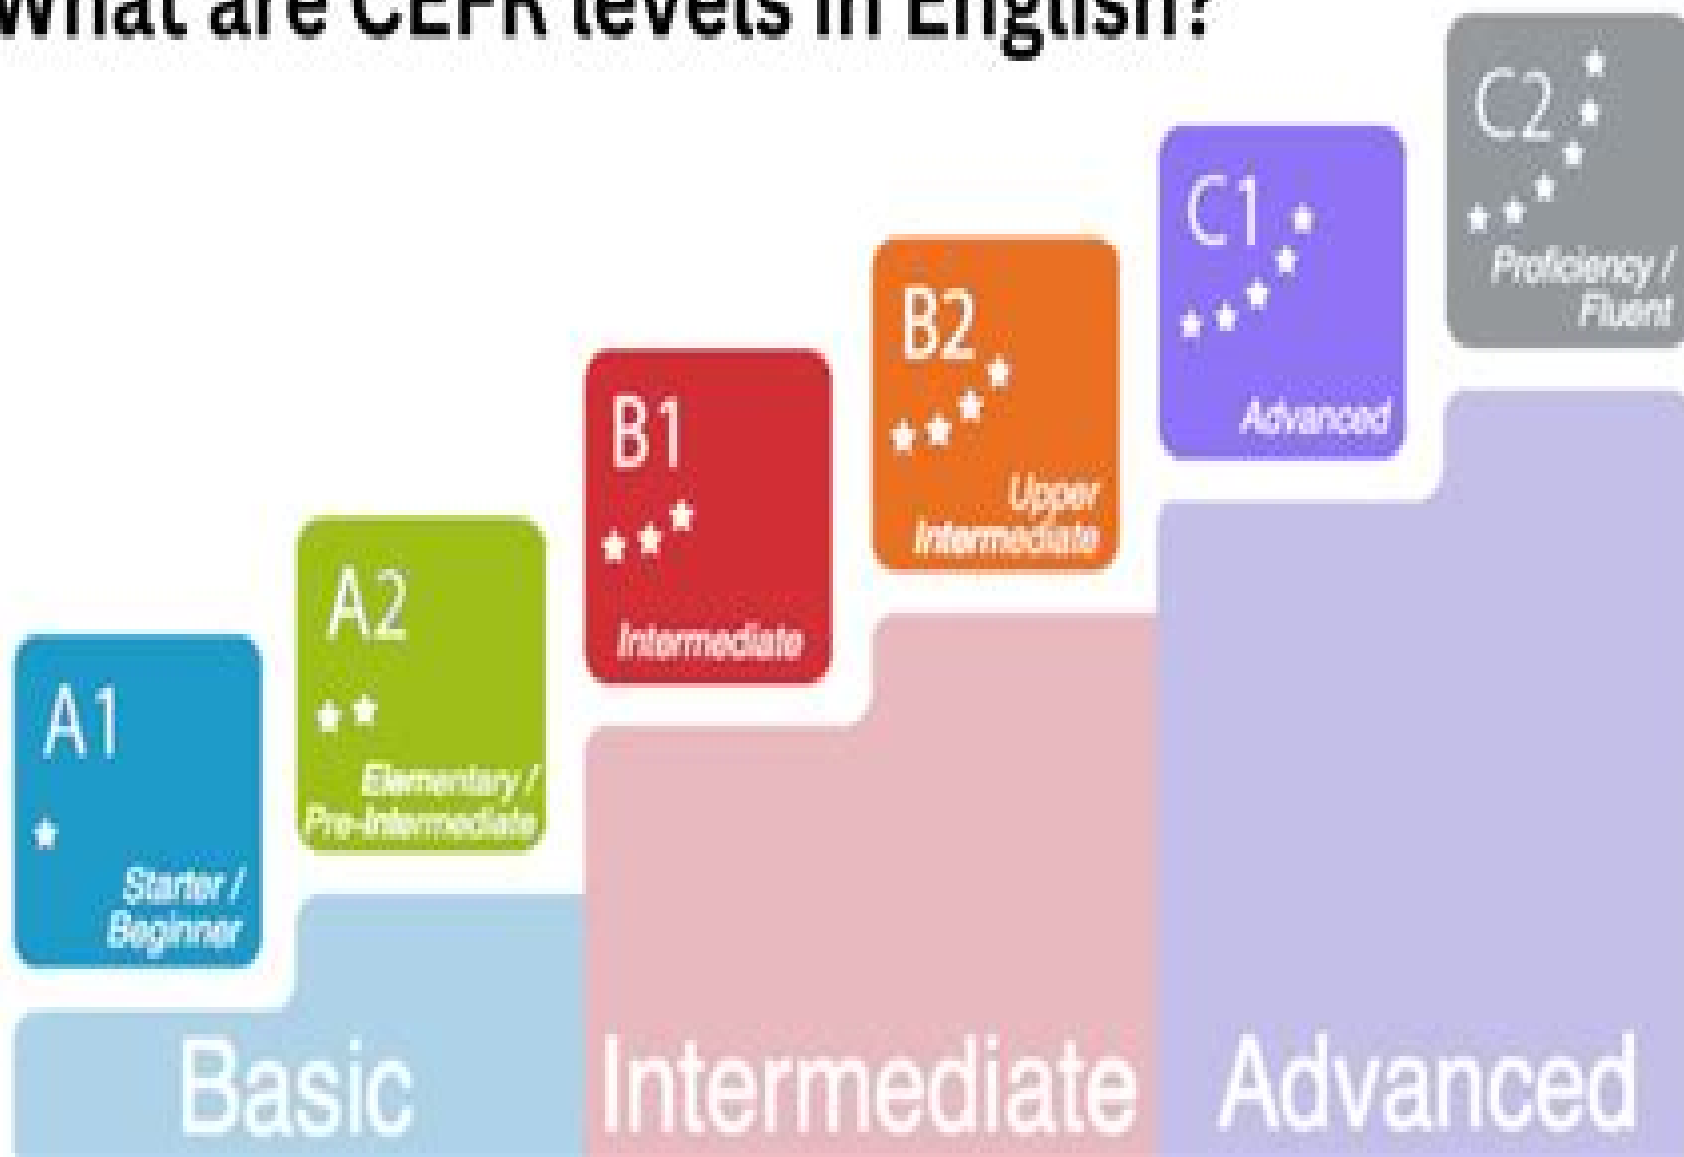 What are CEFR levels in English?
C2
Proficiency /
Fluent
C1
Advanced
B2
Upper
Intermediate
B1
Intermediate
A2
Elementary /
Pre-Intermediate
A1
Starter /
Beginner
Basic
Intermediate
Advanced